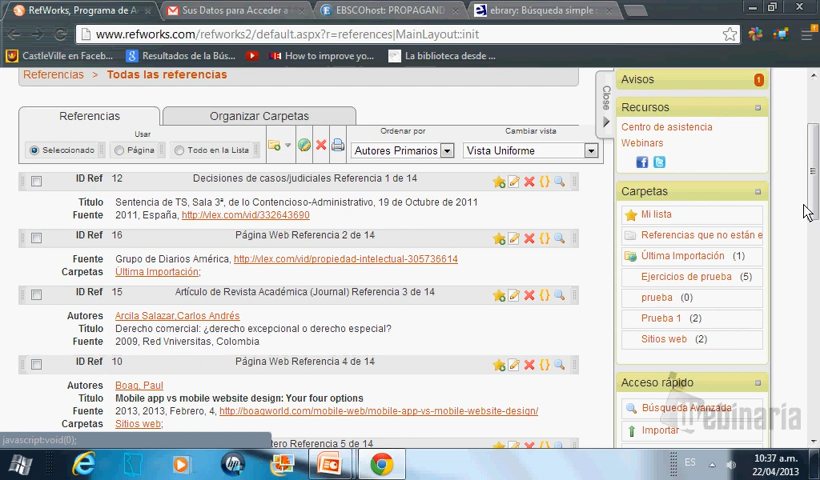 RefWorks, Programa de A
Sus Datos para Acceder a
EBSCOhost: PROPAGAND
ebrary: Búsqueda simple
www.refworks.com/refworks2/default.aspx?r=references|MainLayout::init
CastleVille en Faceb...
Resultados de la Bús...
How to improve yo...
La biblioteca desde ...
Referencias > Todas las referencias
Referencias
Organizar Carpetas
Usar
Seleccionado
Página
Todo en la Lista
Ordenar por
Autores Primarios
Cambiar vista
Vista Uniforme
ID Ref 12 Decisiones de casos/judiciales Referencia 1 de 14
Título Sentencia de TS, Sala 3ª, de lo Contencioso-Administrativo, 19 de Octubre de 2011
Fuente 2011, España, http://vlex.com/vid/332643690
ID Ref 16 Página Web Referencia 2 de 14
Fuente Grupo de Diarios América, http://vlex.com/vid/propiedad-intelectual-305736614
Carpetas Última Importación;
ID Ref 15 Artículo de Revista Académica (Journal) Referencia 3 de 14
Autores Arcila Salazar,Carlos Andrés
Título Derecho comercial: ¿derecho excepcional o derecho especial?
Fuente 2009, Red Vniversitas, Colombia
ID Ref 10 Página Web Referencia 4 de 14
Autores Boag, Paul
Título Mobile app vs mobile website design: Your four options
Fuente 2013, 2013, Febrero, 4, http://boagworld.com/mobile-web/mobile-app-vs-mobile-website-design/
Carpetas Sitios web;
Referencia 5 de 14
javascript:void(0);
Close
Avisos 1
Recursos
Centro de asistencia
Webinars
Carpetas
Mi lista
Referencias que no están e
Última Importación (1)
Ejercicios de prueba (5)
prueba (0)
Prueba 1 (2)
Sitios web (2)
Acceso rápido
Búsqueda Avanzada
Importar
Webinaria
ES
10:37 a.m.
22/04/2013